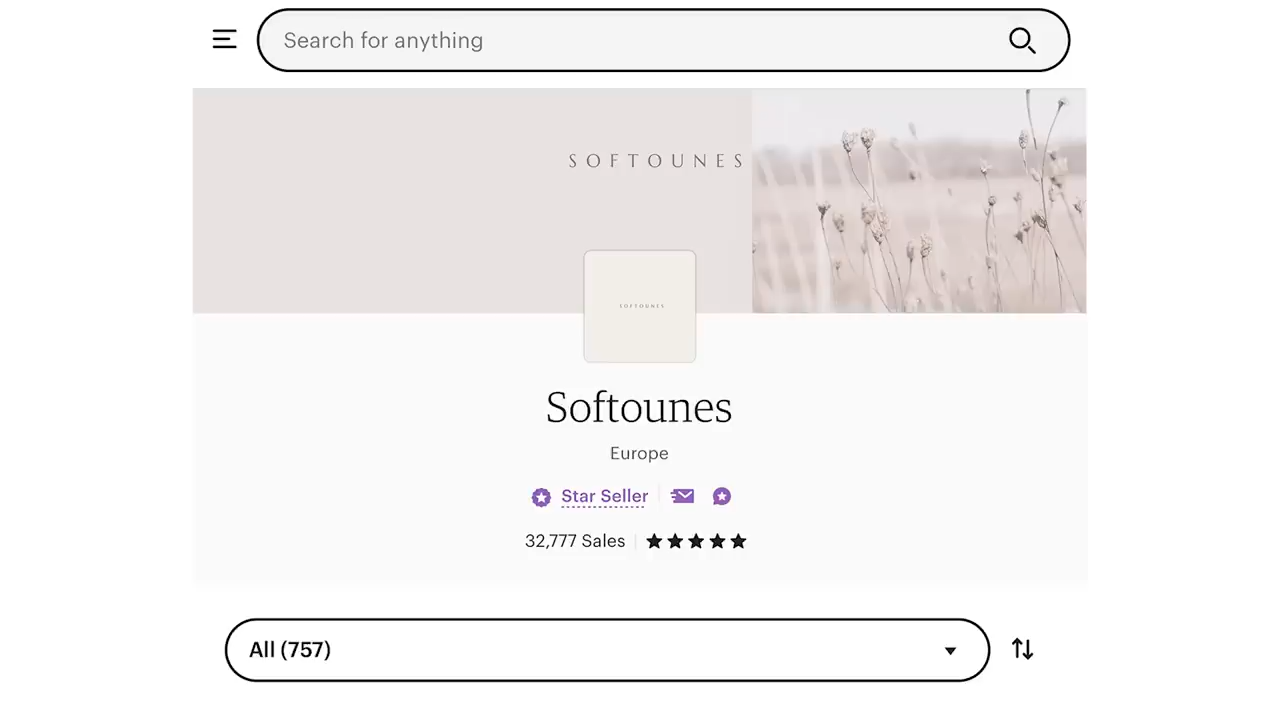 Search for anything
SOFTOUNES
SOFTOUNES
Softounes
Europe
Star Seller
32,777 Sales
All (757)